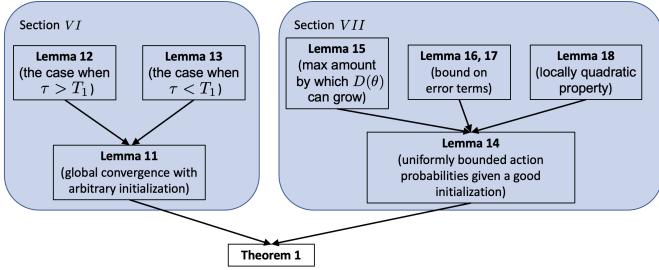 Section VI
Section VII
Lemma 12
(the case when
τ > T₁)
Lemma 13
(the case when
τ < T₁)
Lemma 11
(global convergence with
arbitrary initialization)
Lemma 15
(max amount
by which D(θ)
can grow)
Lemma 16, 17
(bound on
error terms)
Lemma 18
(locally quadratic
property)
Lemma 14
(uniformly bounded action
probabilities given a good
initialization)
Theorem 1